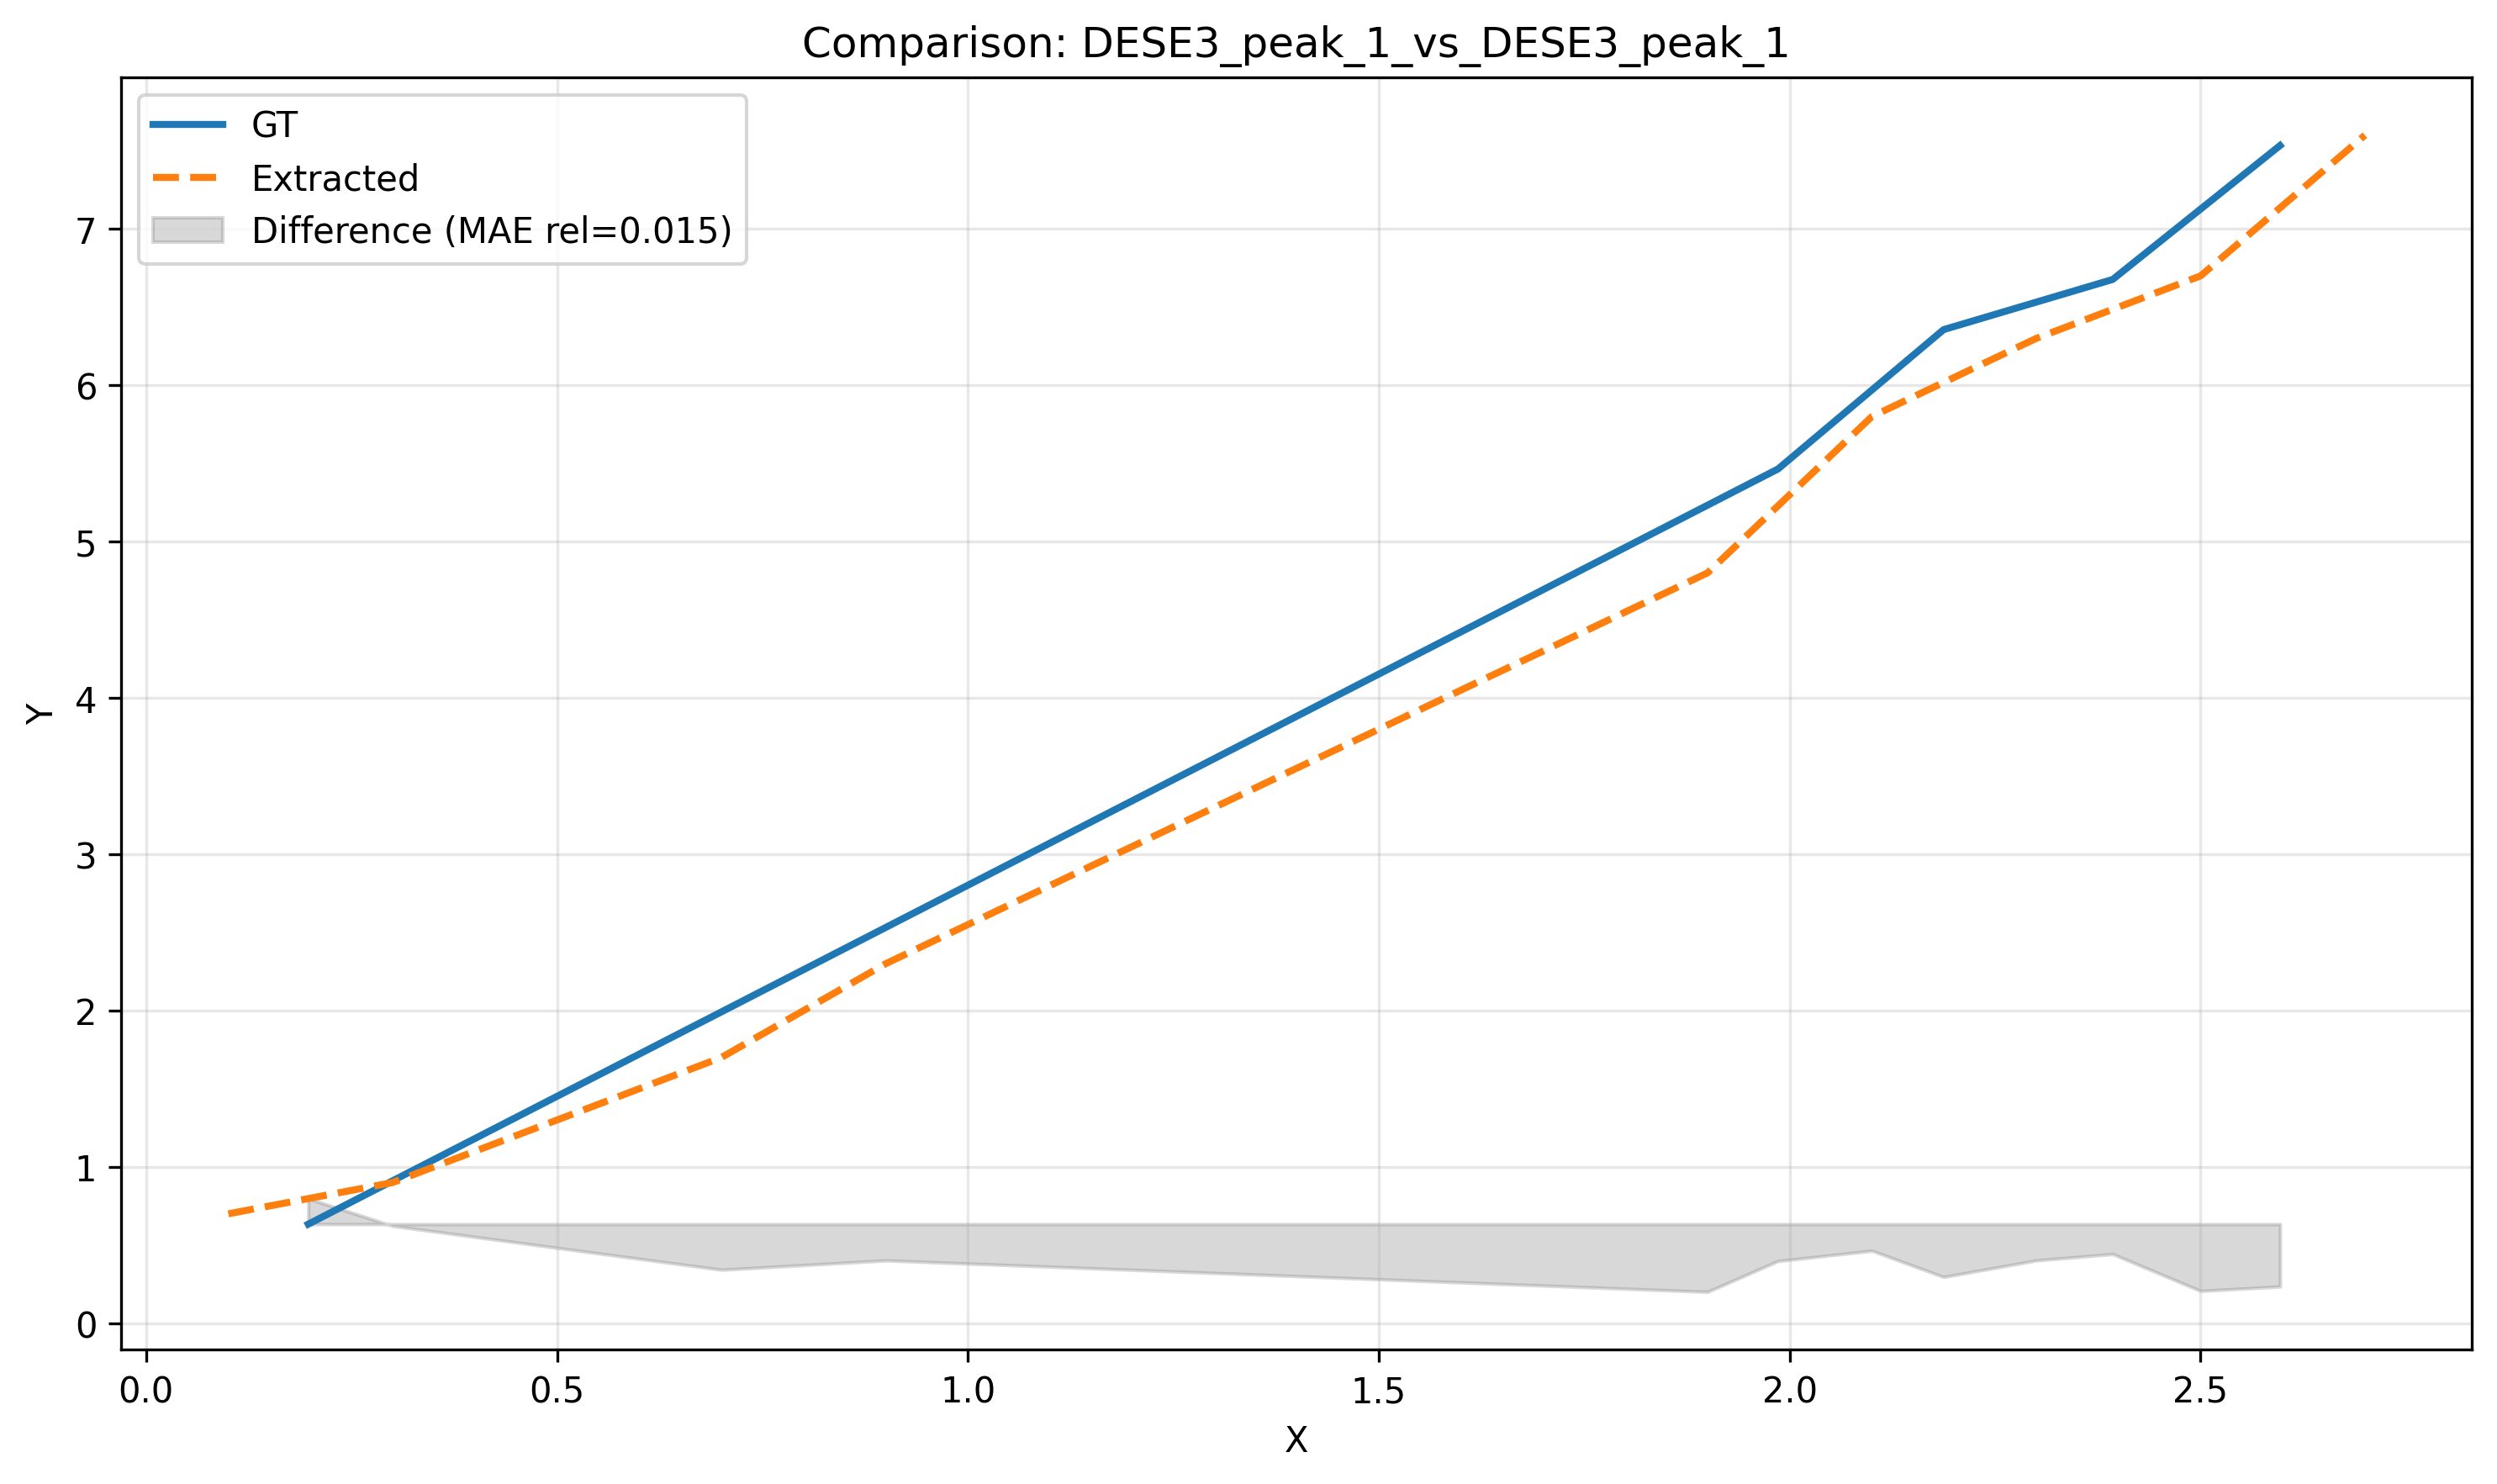 Comparison: DESE3_peak_1_vs_DESE3_peak_1
GT
Extracted
Difference (MAE rel=0.015)
7
6
5
4
3
2
1
0
Y
0.0 0.5 1.0 1.5 2.0 2.5
X